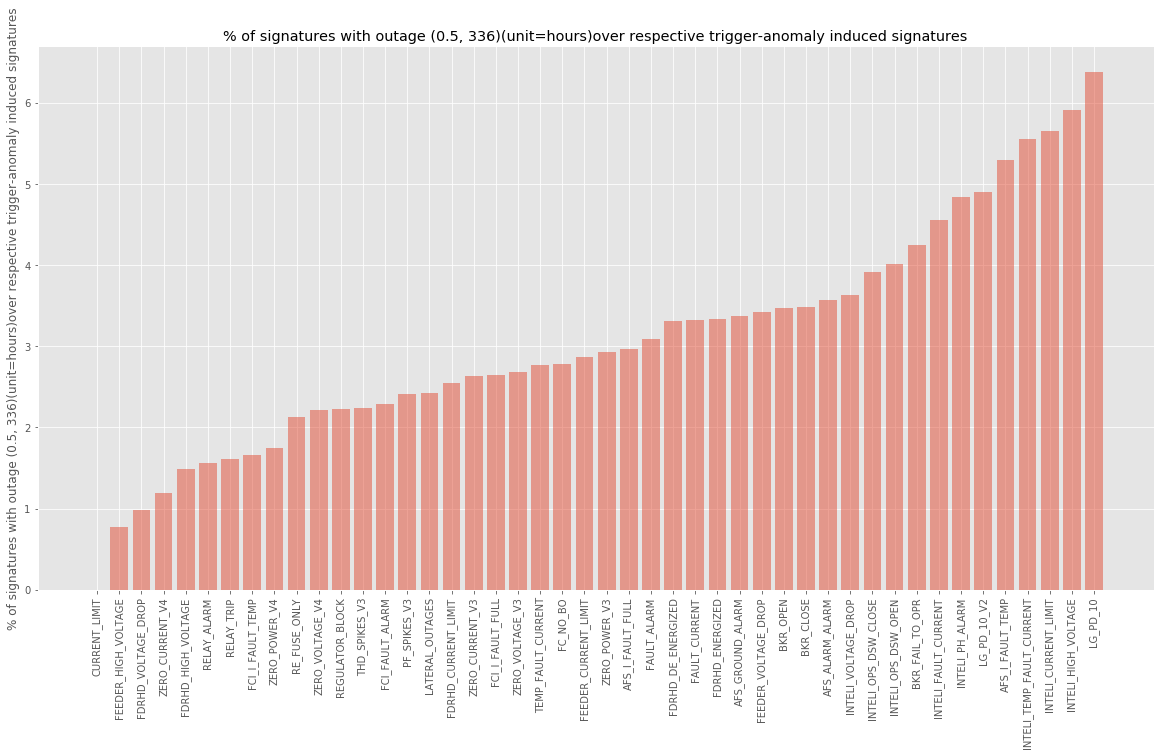 % of signatures with outage (0.5, 336)(unit=hours)over respective trigger-anomaly induced signatures
% of signatures with outage (0.5, 336)(unit=hours)over respective trigger-anomaly induced signatures
6
5
4
3
2
1
0
CURRENT_LIMIT
FEEDER_HIGH_VOLTAGE
FDRHD_VOLTAGE_DROP
ZERO_CURRENT_V4
FDRHD_HIGH_VOLTAGE
RELAY_ALARM
RELAY_TRIP
FCI_I_FAULT_TEMP
ZERO_POWER_V4
RE_FUSE_ONLY
ZERO_VOLTAGE_V4
REGULATOR_BLOCK
THD_SPIKES_V3
FCI_FAULT_ALARM
PF_SPIKES_V3
LATERAL_OUTAGES
FDRHD_CURRENT_LIMIT
ZERO_CURRENT_V3
FCI_I_FAULT_FULL
ZERO_VOLTAGE_V3
TEMP_FAULT_CURRENT
FC_NO_BO
FEEDER_CURRENT_LIMIT
ZERO_POWER_V3
AFS_I_FAULT_FULL
FAULT_ALARM
FDRHD_DE_ENERGIZED
FAULT_CURRENT
FDRHD_ENERGIZED
AFS_GROUND_ALARM
FEEDER_VOLTAGE_DROP
BKR_OPEN
BKR_CLOSE
AFS_ALARM_ALARM
INTELI_VOLTAGE_DROP
INTELI_OPS_DSW_CLOSE
INTELI_OPS_DSW_OPEN
BKR_FAIL_TO_OPR
INTELI_FAULT_CURRENT
INTELI_PH_ALARM
LG_PD_10_V2
AFS_I_FAULT_TEMP
INTELI_TEMP_FAULT_CURRENT
INTELI_CURRENT_LIMIT
INTELI_HIGH_VOLTAGE
LG_PD_10